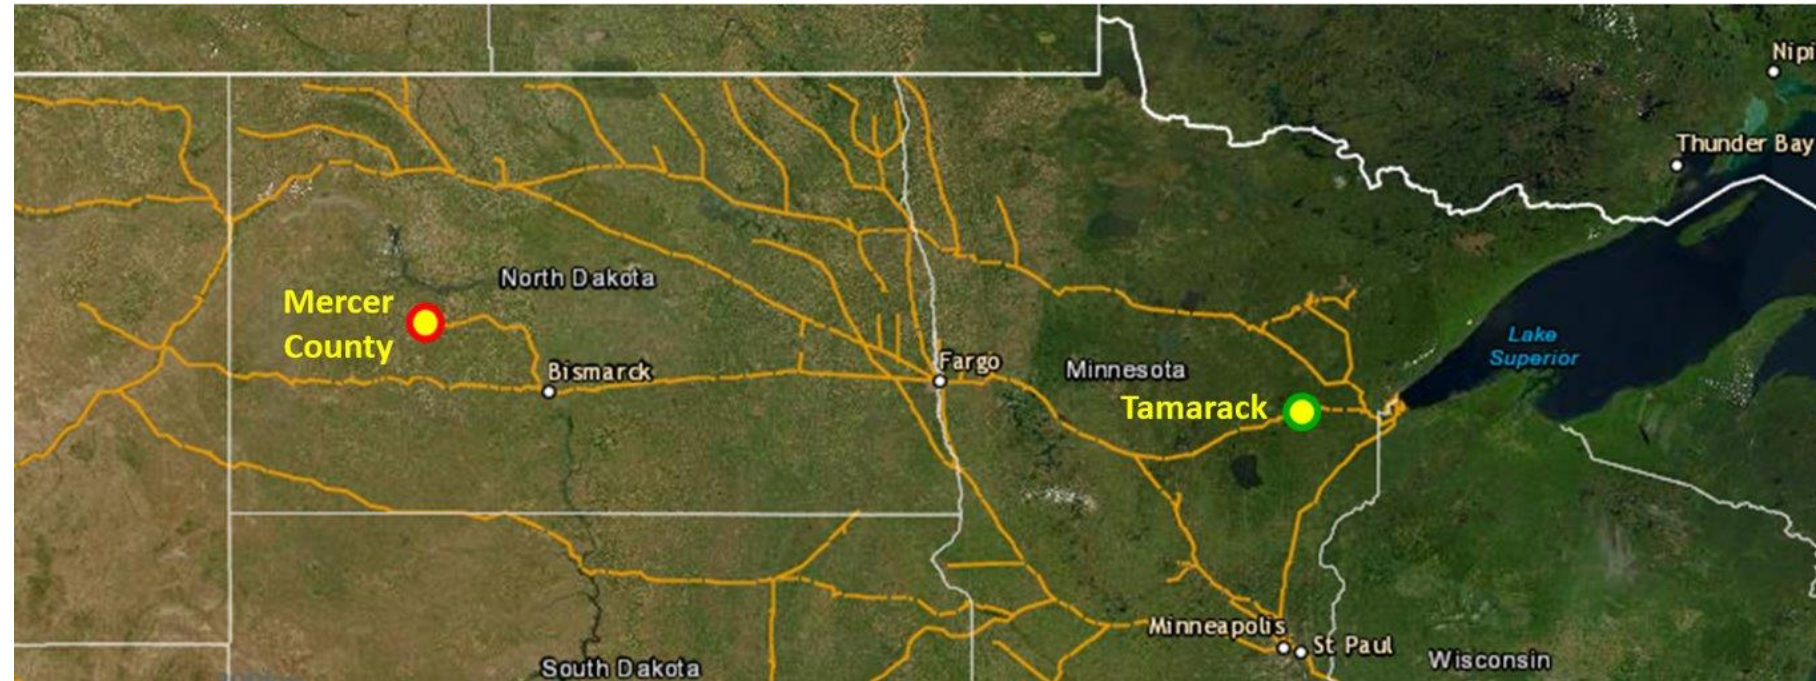 Nipi
Thunder Bay
North Dakota
Mercer
County
Lake
Superior
Bismarck
Fargo
Minnesota
Tamarack
Minneapolis
St Paul
South Dakota
Wisconsin